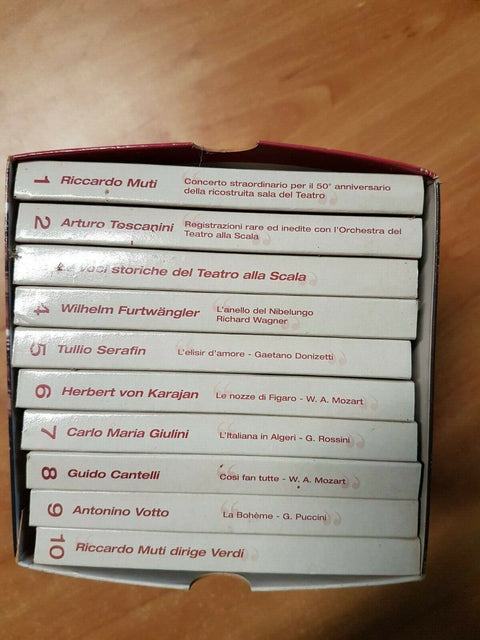 1 Riccardo Muti Concerto straordinario per il 50° anniversario
della ricostruita sala del Teatro
2 Arturo Toscanini Registrazioni rare ed inedite con l'Orchestra del
Teatro alla Scala
voci storiche del Teatro alla Scala
4 Wilhelm Furtwängler L'anello del Nibelungo
Richard Wagner
5 Tullio Serafin L'elisir d'amore - Gaetano Donizetti
6 Herbert von Karajan Le nozze di Figaro - W. A. Mozart
7 Carlo Maria Giulini L'Italiana in Algeri - G. Rossini
8 Guido Cantelli Così fan tutte - W. A. Mozart
9 Antonino Votto La Bohème - G. Puccini
10 Riccardo Muti dirige Verdi